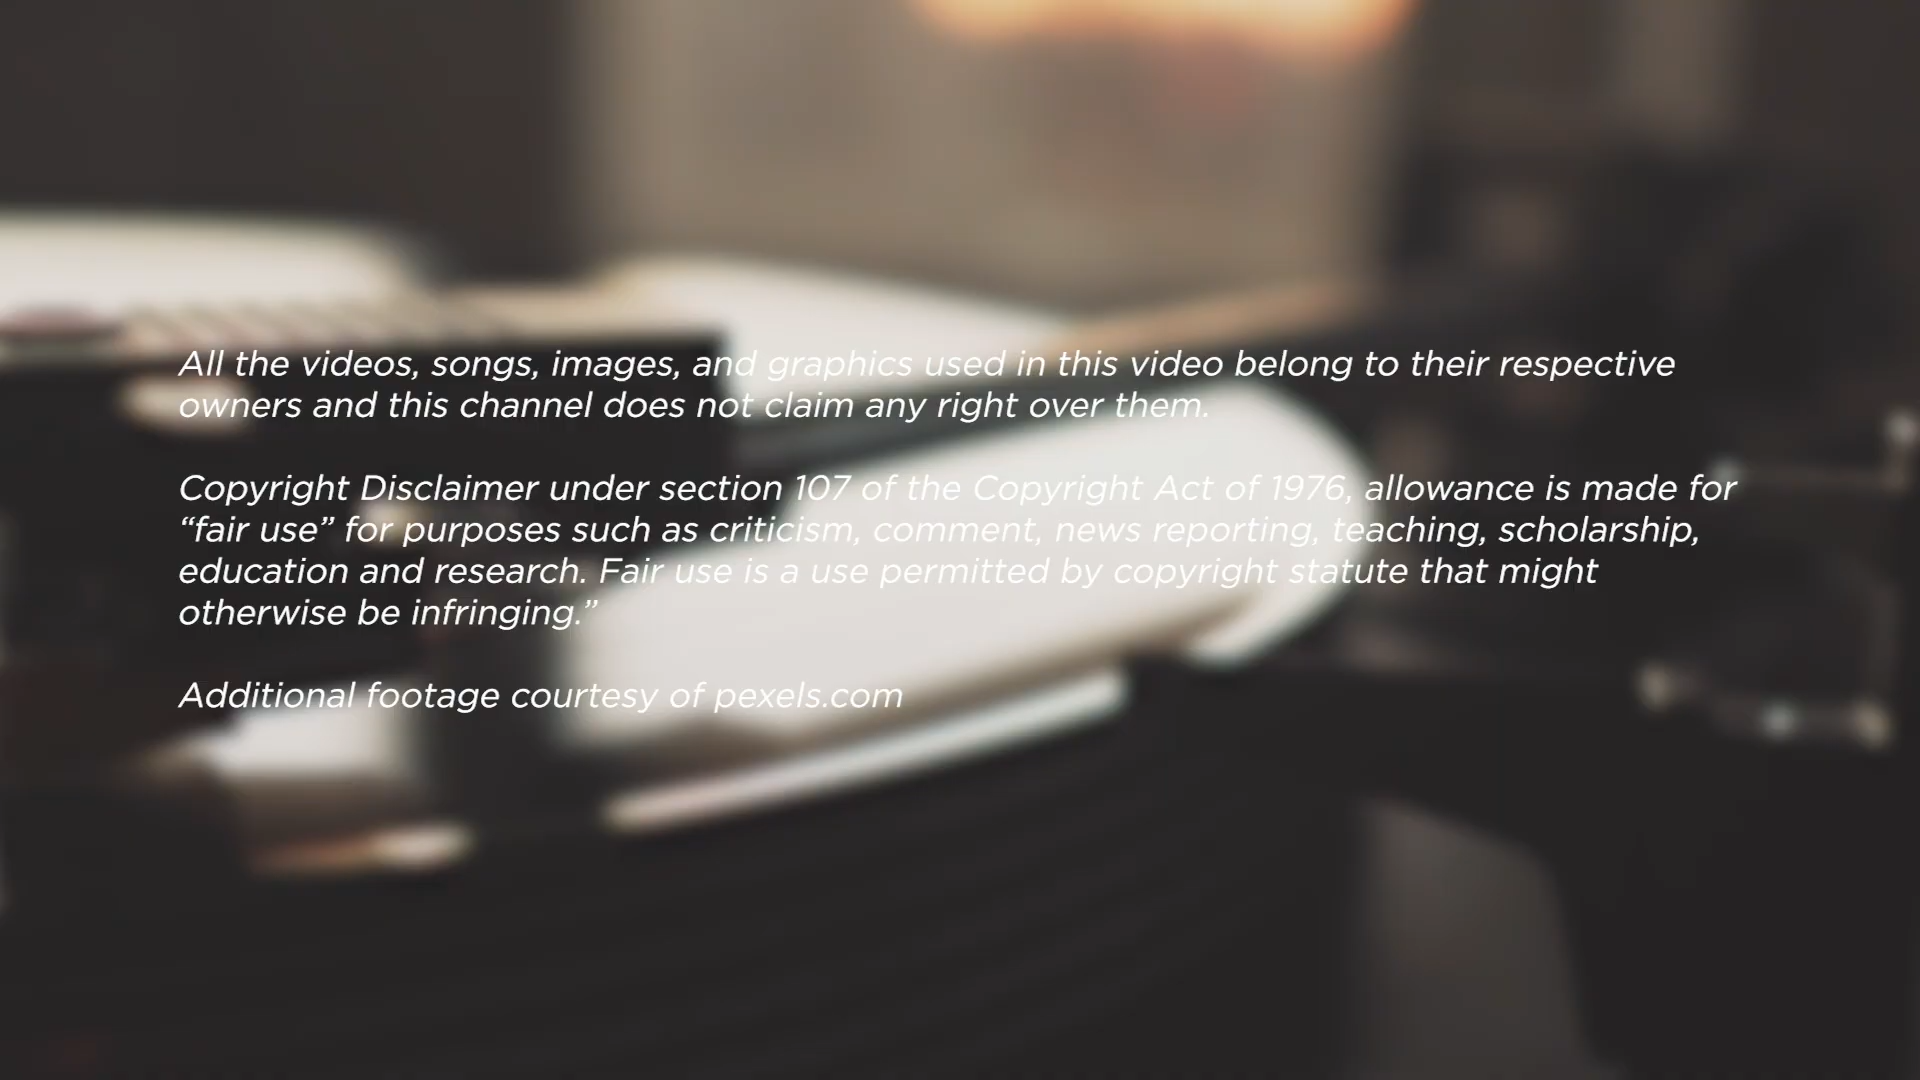 All the videos, songs, images, and graphics used in this video belong to their respective
owners and this channel does not claim any right over them.
Copyright Disclaimer under section 107 of the Copyright Act of 1976, allowance is made for
“fair use” for purposes such as criticism, comment, news reporting, teaching, scholarship,
education and research. Fair use is a use permitted by copyright statute that might
otherwise be infringing.”
Additional footage courtesy of pexels.com